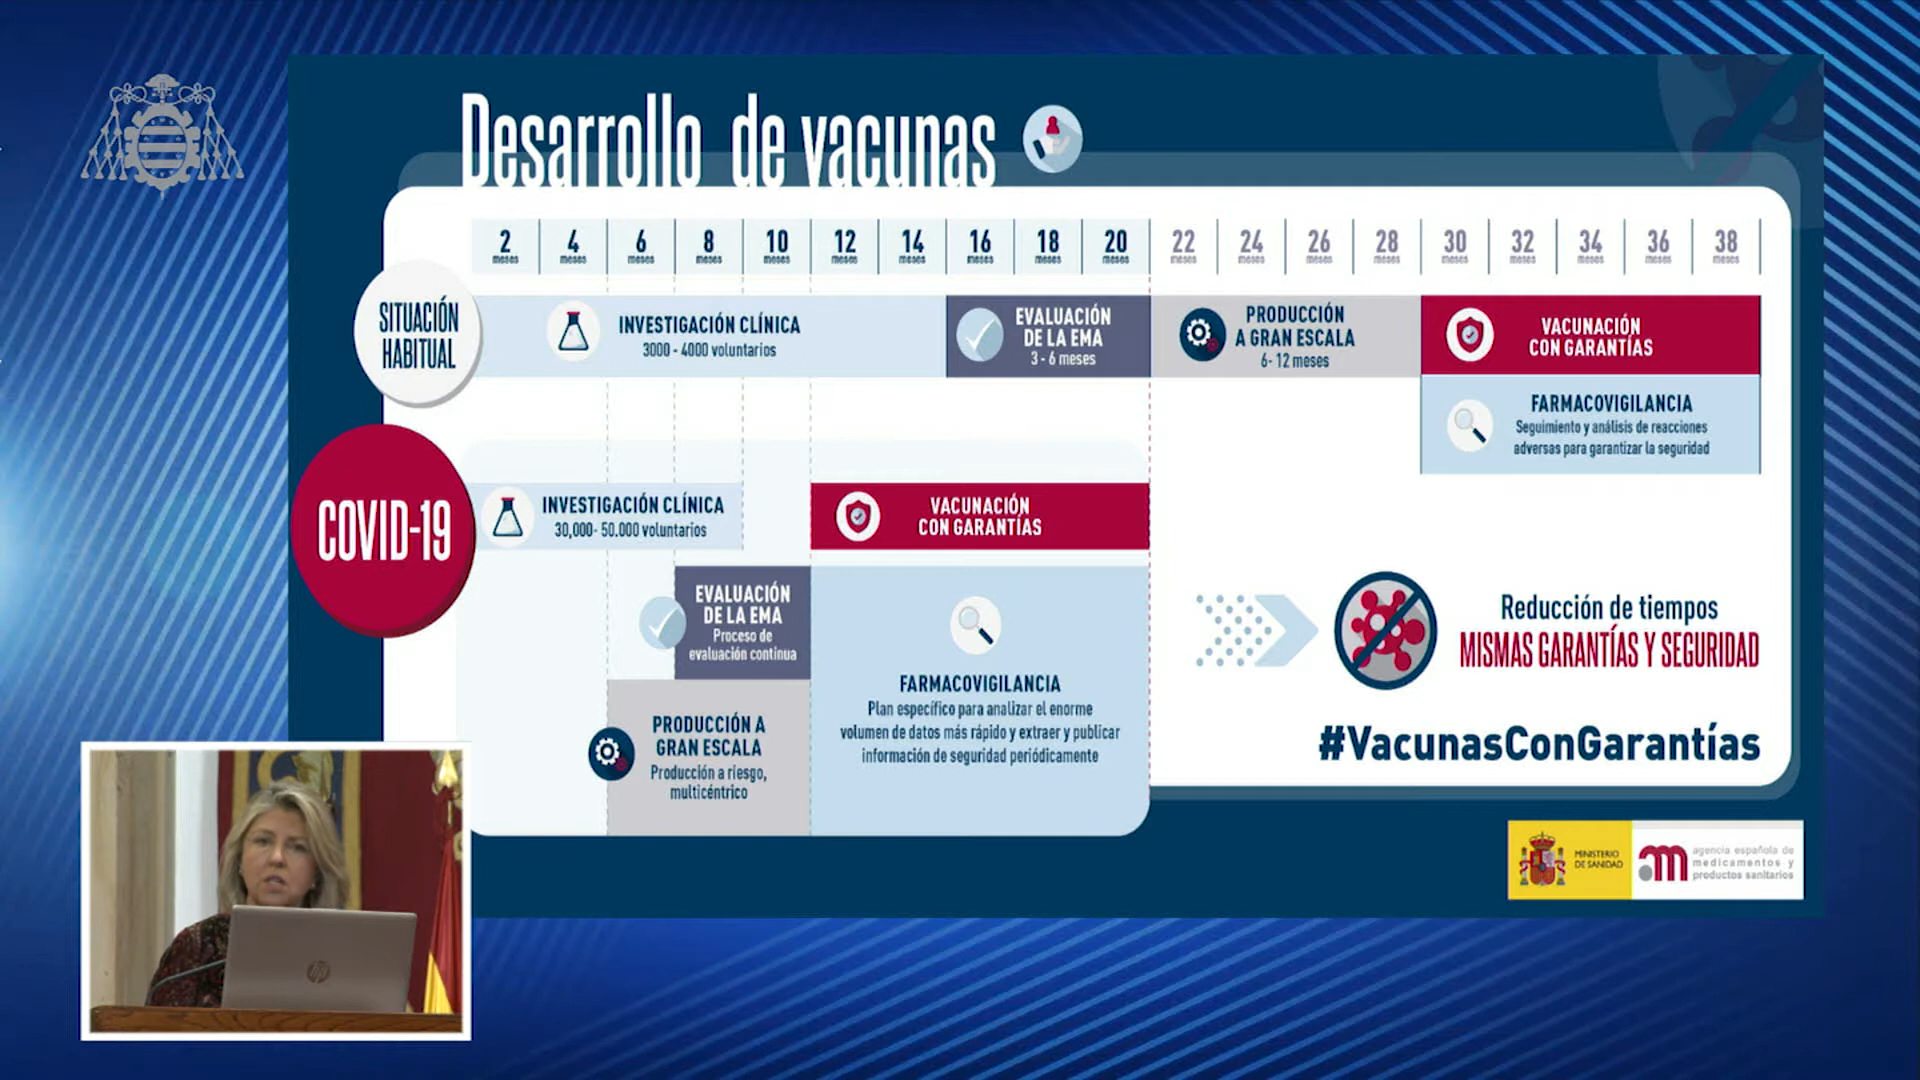 Desarrollo de vacunas
2 meses
4 meses
6 meses
8 meses
10 meses
12 meses
14 meses
16 meses
18 meses
20 meses
22 meses
24 meses
26 meses
28 meses
30 meses
32 meses
34 meses
36 meses
38 meses
SITUACIÓN
HABITUAL
INVESTIGACIÓN CLÍNICA
3000 - 4000 voluntarios
EVALUACIÓN
DE LA EMA
3 - 6 meses
PRODUCCIÓN
A GRAN ESCALA
6- 12 meses
VACUNACIÓN
CON GARANTÍAS
FARMACOVIGILANCIA
Seguimiento y análisis de reacciones
adversas para garantizar la seguridad
COVID-19
INVESTIGACIÓN CLÍNICA
30,000- 50.000 voluntarios
VACUNACIÓN
CON GARANTÍAS
EVALUACIÓN
DE LA EMA
Proceso de
evaluación continua
PRODUCCIÓN A
GRAN ESCALA
Producción a riesgo,
multicéntrico
FARMACOVIGILANCIA
Plan específico para analizar el enorme
volumen de datos más rápido y extraer y publicar
información de seguridad periódicamente
Reducción de tiempos
MISMAS GARANTÍAS Y SEGURIDAD
#VacunasConGarantías
MINISTERIO
DE SANIDAD
agencia española de
medicamentos y
productos sanitarios
hp